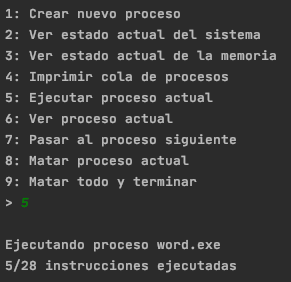 1: Crear nuevo proceso
2: Ver estado actual del sistema
3: Ver estado actual de la memoria
4: Imprimir cola de procesos
5: Ejecutar proceso actual
6: Ver proceso actual
7: Pasar al proceso siguiente
8: Matar proceso actual
9: Matar todo y terminar
> 5
Ejecutando proceso word.exe
5/28 instrucciones ejecutadas